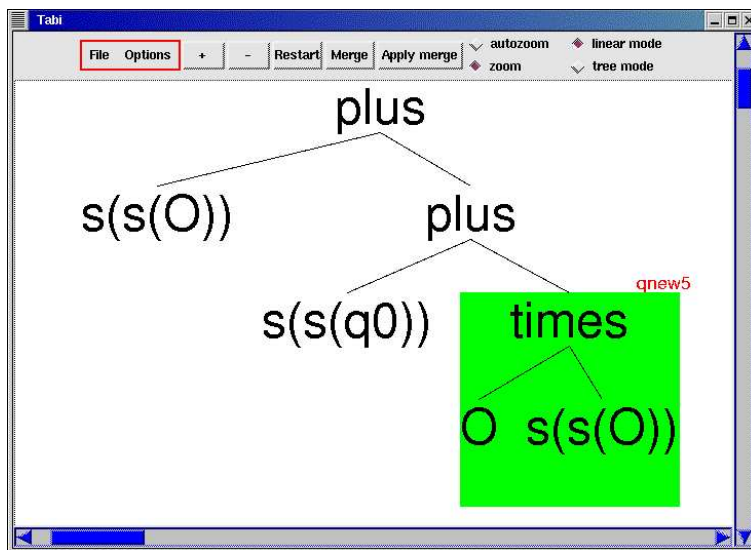 Tabi
File Options + - Restart Merge Apply merge autozoom linear mode
zoom tree mode
plus
s(s(O)) plus
qnew5
s(s(q0)) times
O s(s(O))